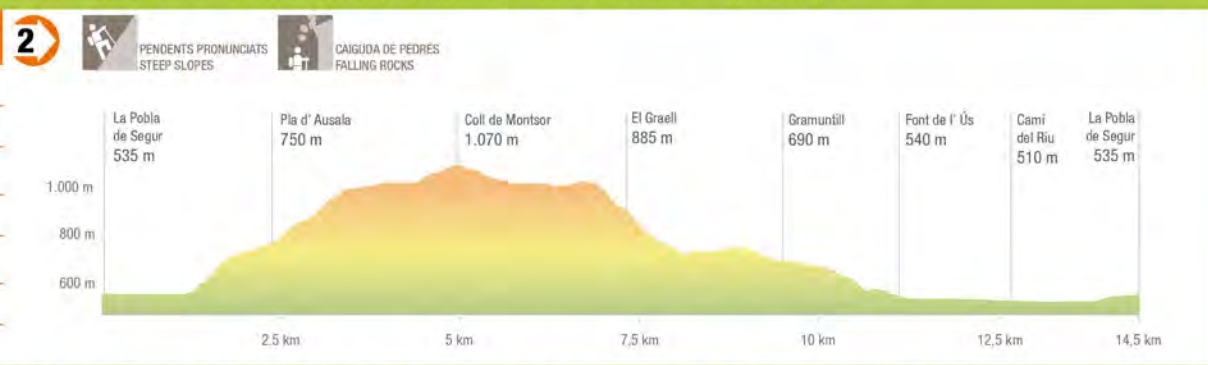 2
PENDENTS PRONUNCIATS
STEEP SLOPES
CAIGUDA DE PEDRES
FALLING ROCKS
La Pobla
de Segur
535 m
Pla d' Ausala
750 m
Coll de Montsor
1.070 m
El Graell
885 m
Gramuntill
690 m
Font de l' Ús
540 m
Camí
del Riu
510 m
La Pobla
de Segur
535 m
1.000 m
800 m
600 m
2.5 km
5 km
7,5 km
10 km
12,5 km
14,5 km